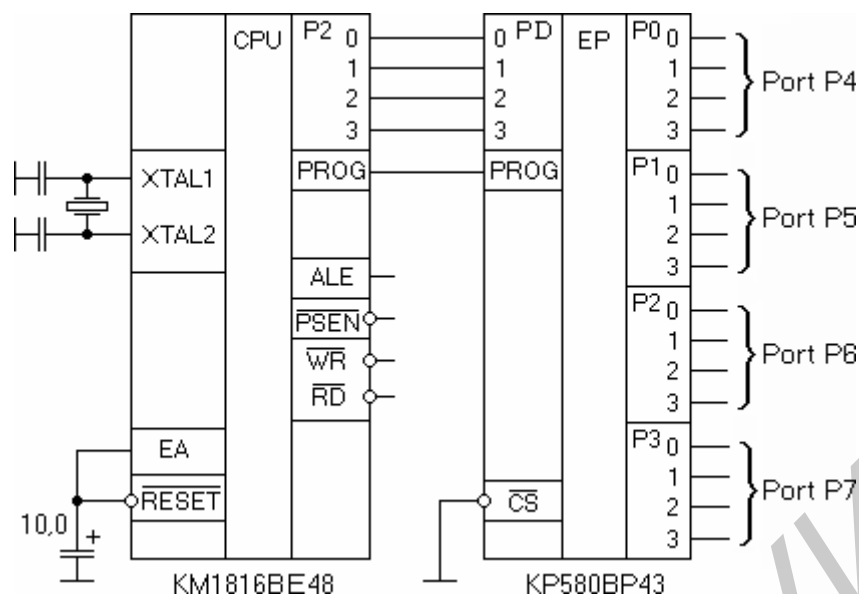 CPU
P2 0
1
2
3
PROG
XTAL1
XTAL2
ALE
PSEN
WR
RD
EA
RESET
10,0
+
KM1816BE48
0 PD
1
2
3
EP
PROG
CS
P0 0
1
2
3
P1 0
1
2
3
P2 0
1
2
3
P3 0
1
2
3
KP580BP43
Port P4
Port P5
Port P6
Port P7